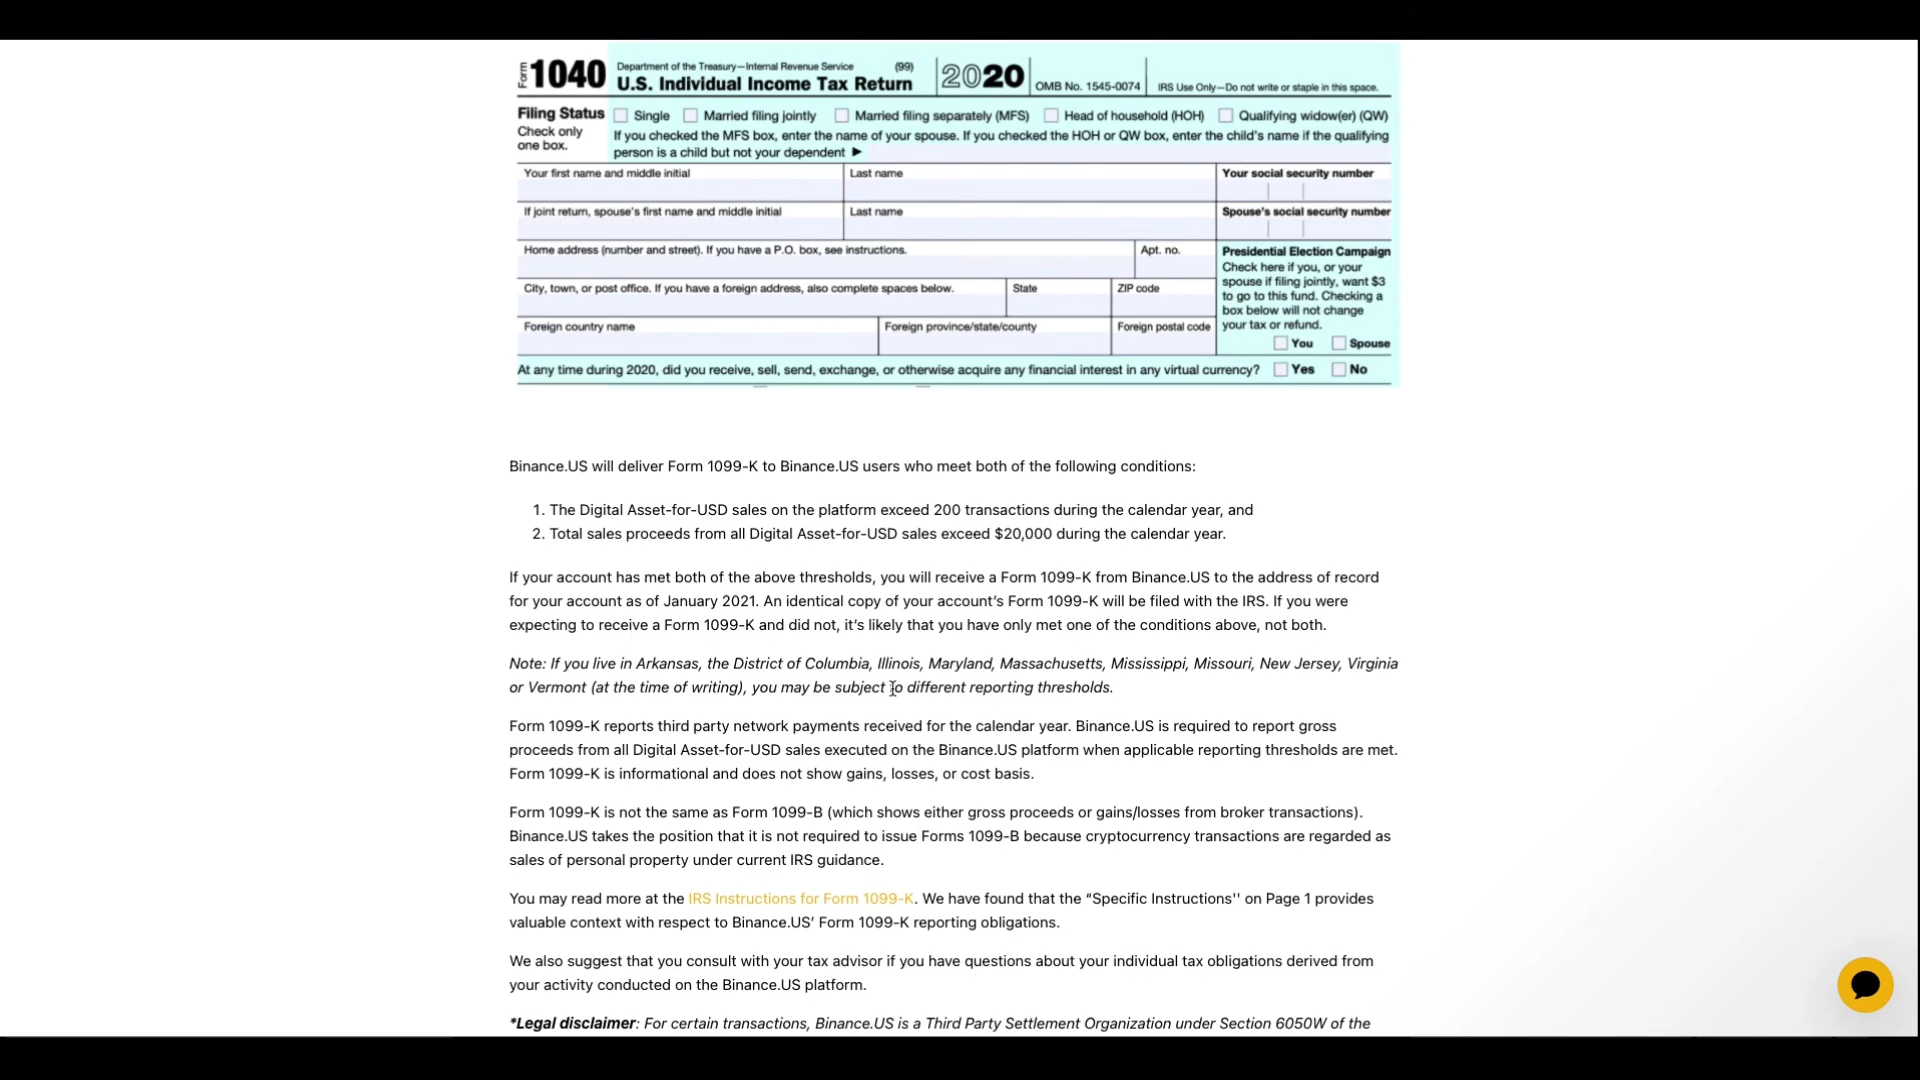 Form 1040 Department of the Treasury—Internal Revenue Service (99) U.S. Individual Income Tax Return 2020 OMB No. 1545-0074 IRS Use Only—Do not write or staple in this space.
Filing Status Single Married filing jointly Married filing separately (MFS) Head of household (HOH) Qualifying widow(er) (QW)
Check only one box.
If you checked the MFS box, enter the name of your spouse. If you checked the HOH or QW box, enter the child's name if the qualifying
person is a child but not your dependent ►
Your first name and middle initial Last name Your social security number
If joint return, spouse's first name and middle initial Last name Spouse's social security number
Home address (number and street). If you have a P.O. box, see instructions. Apt. no.
City, town, or post office. If you have a foreign address, also complete spaces below. State ZIP code
Foreign country name Foreign province/state/county Foreign postal code
Presidential Election Campaign
Check here if you, or your
spouse if filing jointly, want $3
to go to this fund. Checking a
box below will not change
your tax or refund.
You Spouse
At any time during 2020, did you receive, sell, send, exchange, or otherwise acquire any financial interest in any virtual currency? Yes No
Binance.US will deliver Form 1099-K to Binance.US users who meet both of the following conditions:
1. The Digital Asset-for-USD sales on the platform exceed 200 transactions during the calendar year, and
2. Total sales proceeds from all Digital Asset-for-USD sales exceed $20,000 during the calendar year.
If your account has met both of the above thresholds, you will receive a Form 1099-K from Binance.US to the address of record
for your account as of January 2021. An identical copy of your account's Form 1099-K will be filed with the IRS. If you were
expecting to receive a Form 1099-K and did not, it's likely that you have only met one of the conditions above, not both.
Note: If you live in Arkansas, the District of Columbia, Illinois, Maryland, Massachusetts, Mississippi, Missouri, New Jersey, Virginia
or Vermont (at the time of writing), you may be subject to different reporting thresholds.
Form 1099-K reports third party network payments received for the calendar year. Binance.US is required to report gross
proceeds from all Digital Asset-for-USD sales executed on the Binance.US platform when applicable reporting thresholds are met.
Form 1099-K is informational and does not show gains, losses, or cost basis.
Form 1099-K is not the same as Form 1099-B (which shows either gross proceeds or gains/losses from broker transactions).
Binance.US takes the position that it is not required to issue Forms 1099-B because cryptocurrency transactions are regarded as
sales of personal property under current IRS guidance.
You may read more at the IRS Instructions for Form 1099-K. We have found that the “Specific Instructions'' on Page 1 provides
valuable context with respect to Binance.US’ Form 1099-K reporting obligations.
We also suggest that you consult with your tax advisor if you have questions about your individual tax obligations derived from
your activity conducted on the Binance.US platform.
*Legal disclaimer: For certain transactions, Binance.US is a Third Party Settlement Organization under Section 6050W of the